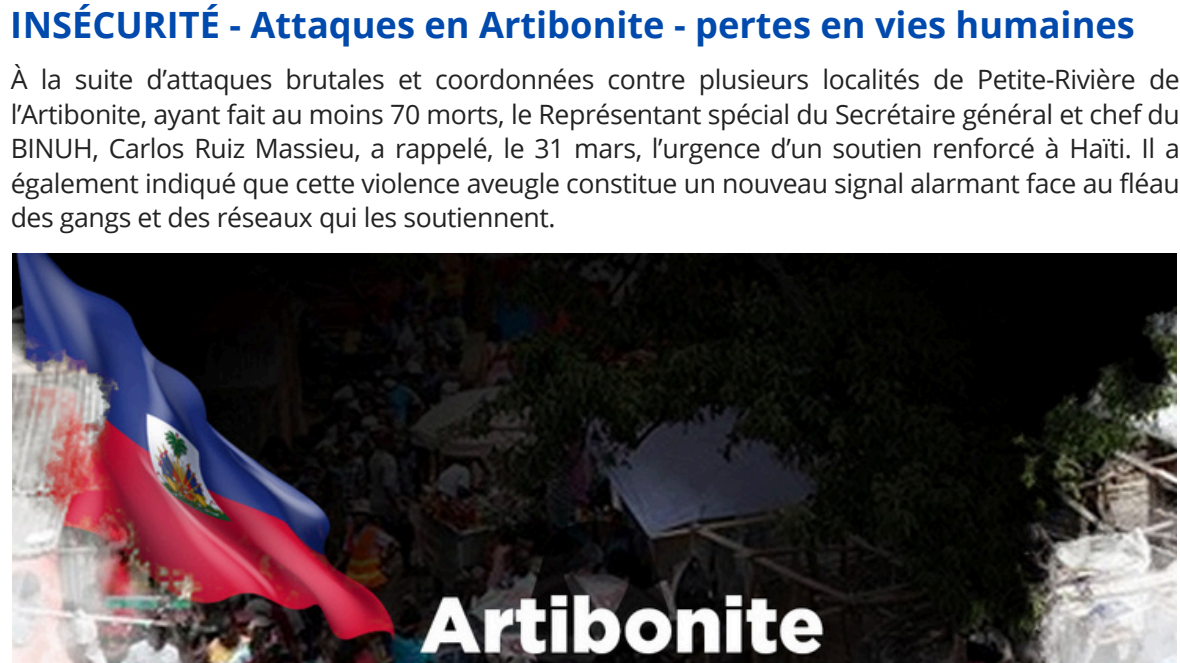 INSÉCURITÉ - Attaques en Artibonite - pertes en vies humaines
À la suite d’attaques brutales et coordonnées contre plusieurs localités de Petite-Rivière de
l’Artibonite, ayant fait au moins 70 morts, le Représentant spécial du Secrétaire général et chef du
BINUH, Carlos Ruiz Massieu, a rappelé, le 31 mars, l’urgence d’un soutien renforcé à Haïti. Il a
également indiqué que cette violence aveugle constitue un nouveau signal alarmant face au fléau
des gangs et des réseaux qui les soutiennent.
Artibonite